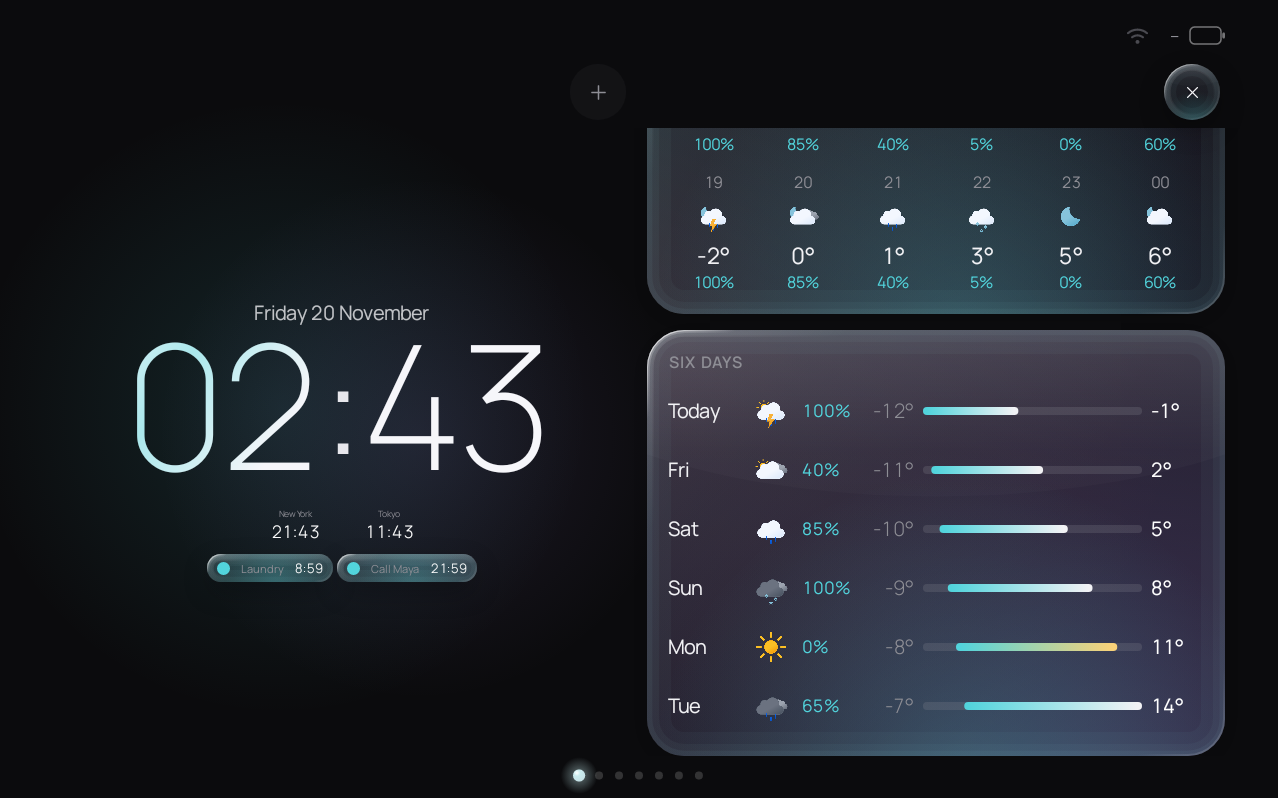 –
+
Friday 20 November
02:43
New York Tokyo
21:43 11:43
Laundry 8:59 Call Maya 21:59
100% 85% 40% 5% 0% 60%
19 20 21 22 23 00
-2° 0° 1° 3° 5° 6°
100% 85% 40% 5% 0% 60%
SIX DAYS
Today 100% -12° -1°
Fri 40% -11° 2°
Sat 85% -10° 5°
Sun 100% -9° 8°
Mon 0% -8° 11°
Tue 65% -7° 14°